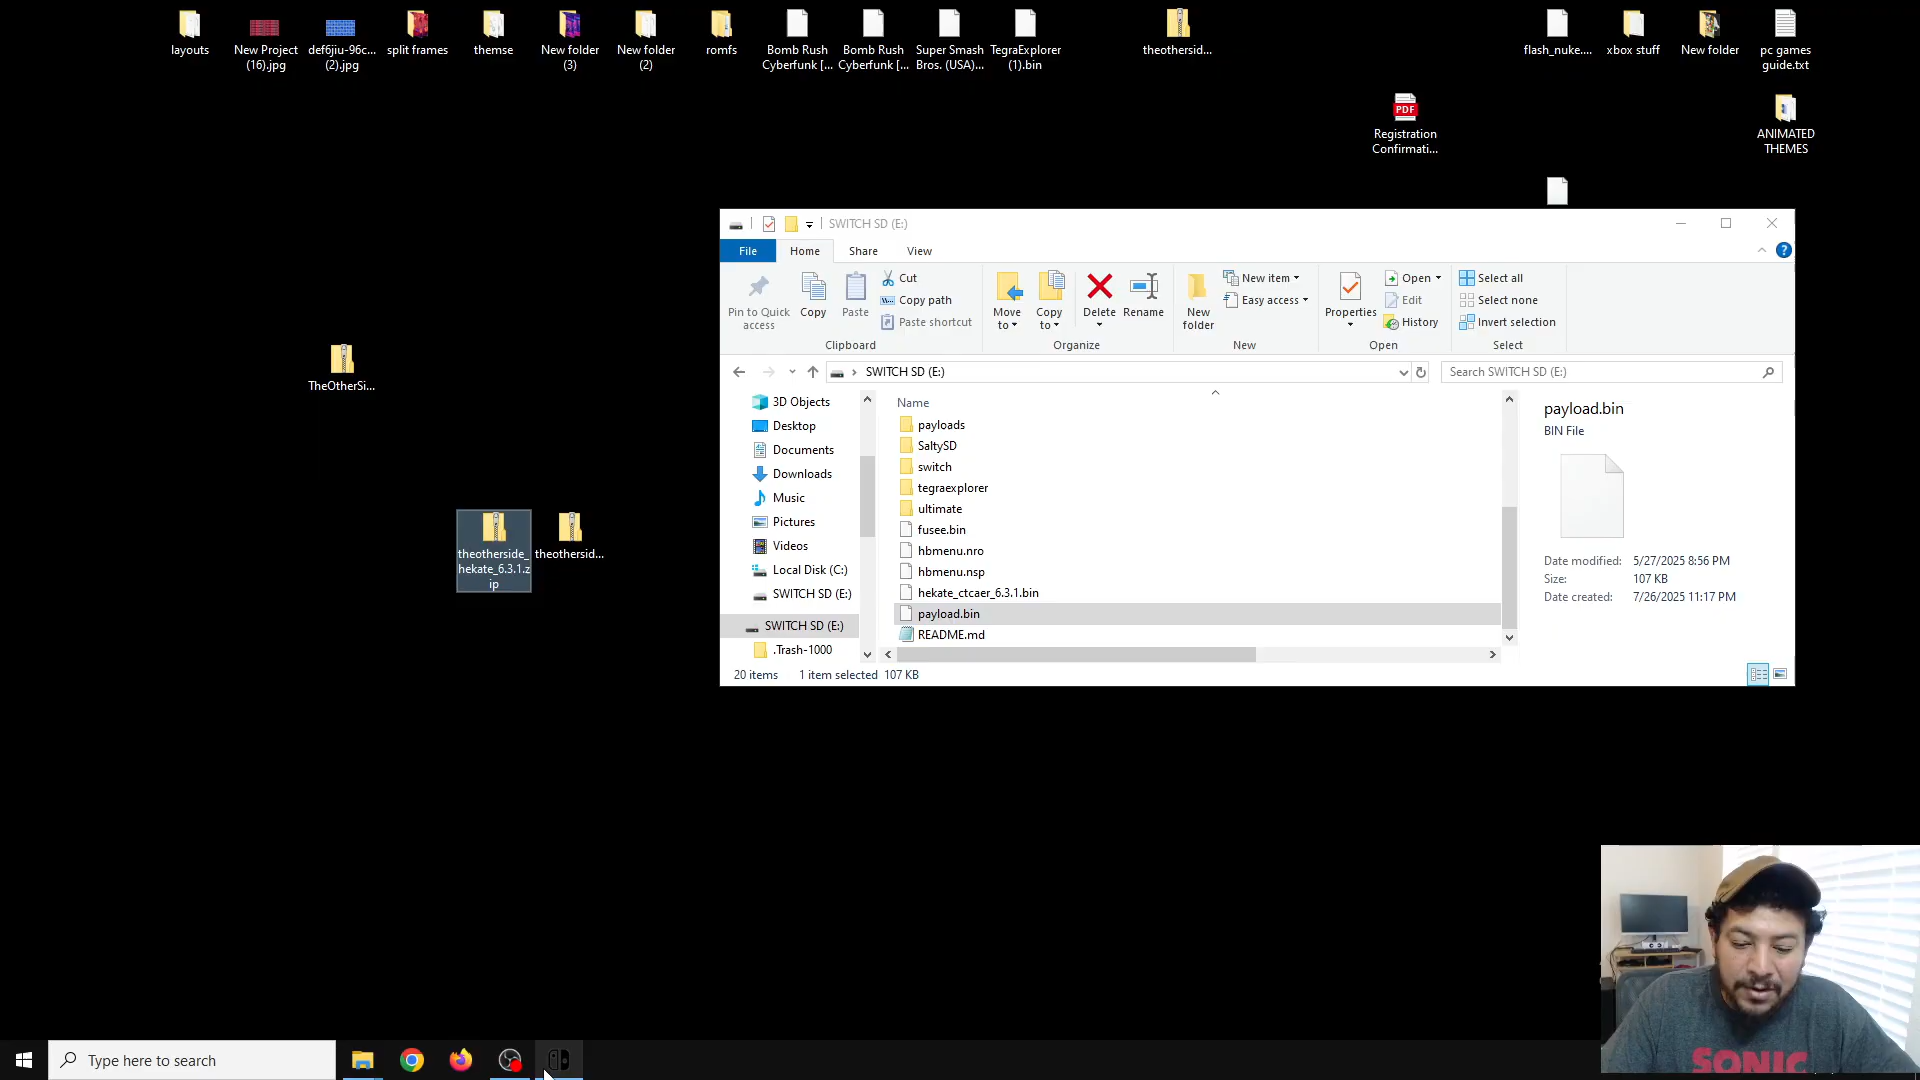 layouts
New Project
(16).jpg
def6jiu-96c...
(2).jpg
split frames
themse
New folder
(3)
New folder
(2)
romfs
Bomb Rush
Cyberfunk [...
Bomb Rush
Cyberfunk [...
Super Smash
Bros. (USA)...
TegraExplorer
(1).bin
theothersid...
flash_nuke....
xbox stuff
New folder
pc games
guide.txt
PDF
Registration
Confirmati...
ANIMATED
THEMES
TheOtherSi...
theotherside_
hekate_6.3.1.z
ip
theothersid...
SWITCH SD (E:)
File
Home
Share
View
Pin to Quick
access
Copy
Paste
Cut
Copy path
Paste shortcut
Clipboard
Move
to
Copy
to
Delete
Rename
Organize
New
folder
New item
Easy access
New
Properties
Open
Edit
History
Open
Select all
Select none
Invert selection
Select
SWITCH SD (E:)
Search SWITCH SD (E:)
3D Objects
Desktop
Documents
Downloads
Music
Pictures
Videos
Local Disk (C:)
SWITCH SD (E:)
SWITCH SD (E:)
.Trash-1000
Name
payloads
SaltySD
switch
tegraexplorer
ultimate
fusee.bin
hbmenu.nro
hbmenu.nsp
hekate_ctcaer_6.3.1.bin
payload.bin
README.md
payload.bin
BIN File
Date modified: 5/27/2025 8:56 PM
Size: 107 KB
Date created: 7/26/2025 11:17 PM
20 items
1 item selected 107 KB
SONIC
Type here to search